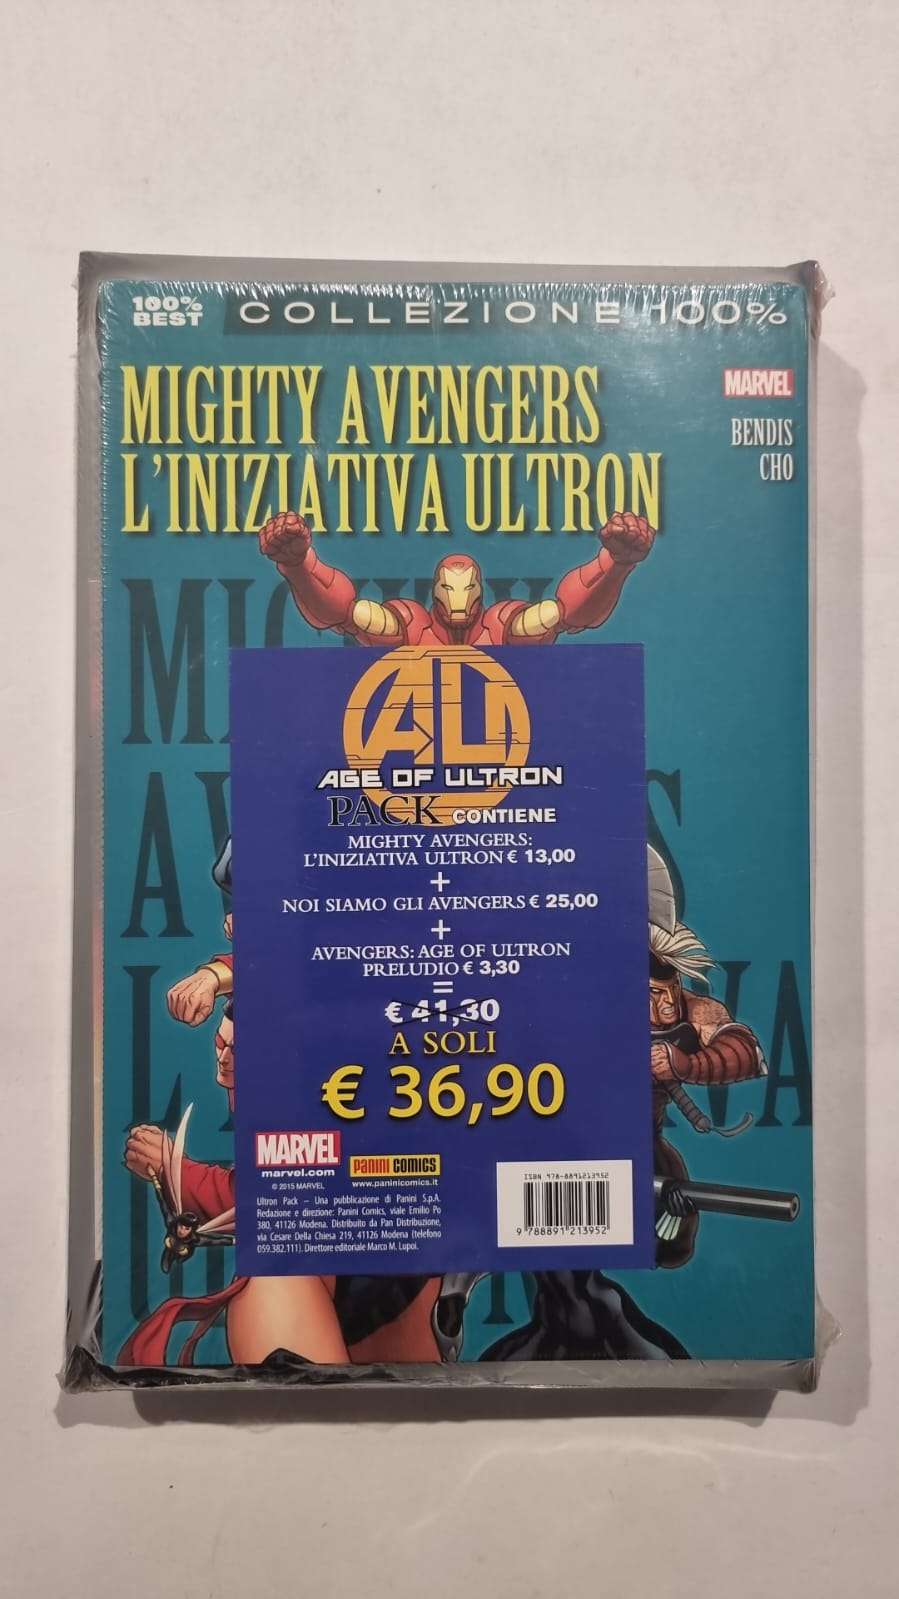 100%
BEST
COLLEZIONE 100%
MIGHTY AVENGERS
L'INIZIATIVA ULTRON
MARVEL
BENDIS
CHO
AU
AGE OF ULTRON
PACK CONTIENE
MIGHTY AVENGERS:
L'INIZIATIVA ULTRON € 13,00
+
NOI SIAMO GLI AVENGERS € 25,00
+
AVENGERS: AGE OF ULTRON
PRELUDIO € 3,30
=
€ 41,30
A SOLI
€ 36,90
MARVEL
marvel.com
© 2015 MARVEL
PANINI COMICS
www.paninicomics.it
Ultron Pack – Una pubblicazione di Panini S.p.A.
Redazione e direzione: Panini Comics, viale Emilio Po
380, 41126 Modena. Distribuito da Pan Distribuzione,
via Cesare Della Chiesa 219, 41126 Modena (telefono
059.382.111). Direttore editoriale Marco M. Lupoi.
ISBN 978-8891213952
9 788891 213952